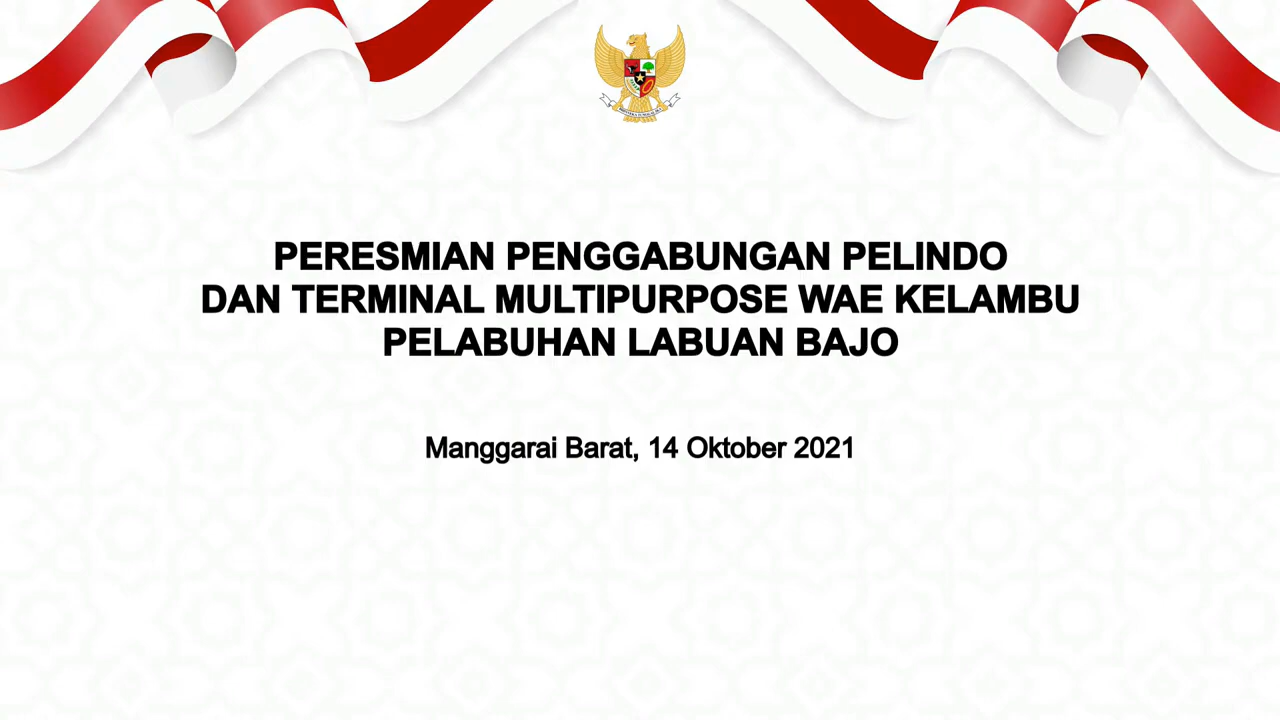 PERESMIAN PENGGABUNGAN PELINDO
DAN TERMINAL MULTIPURPOSE WAE KELAMBU
PELABUHAN LABUAN BAJO
Manggarai Barat, 14 Oktober 2021